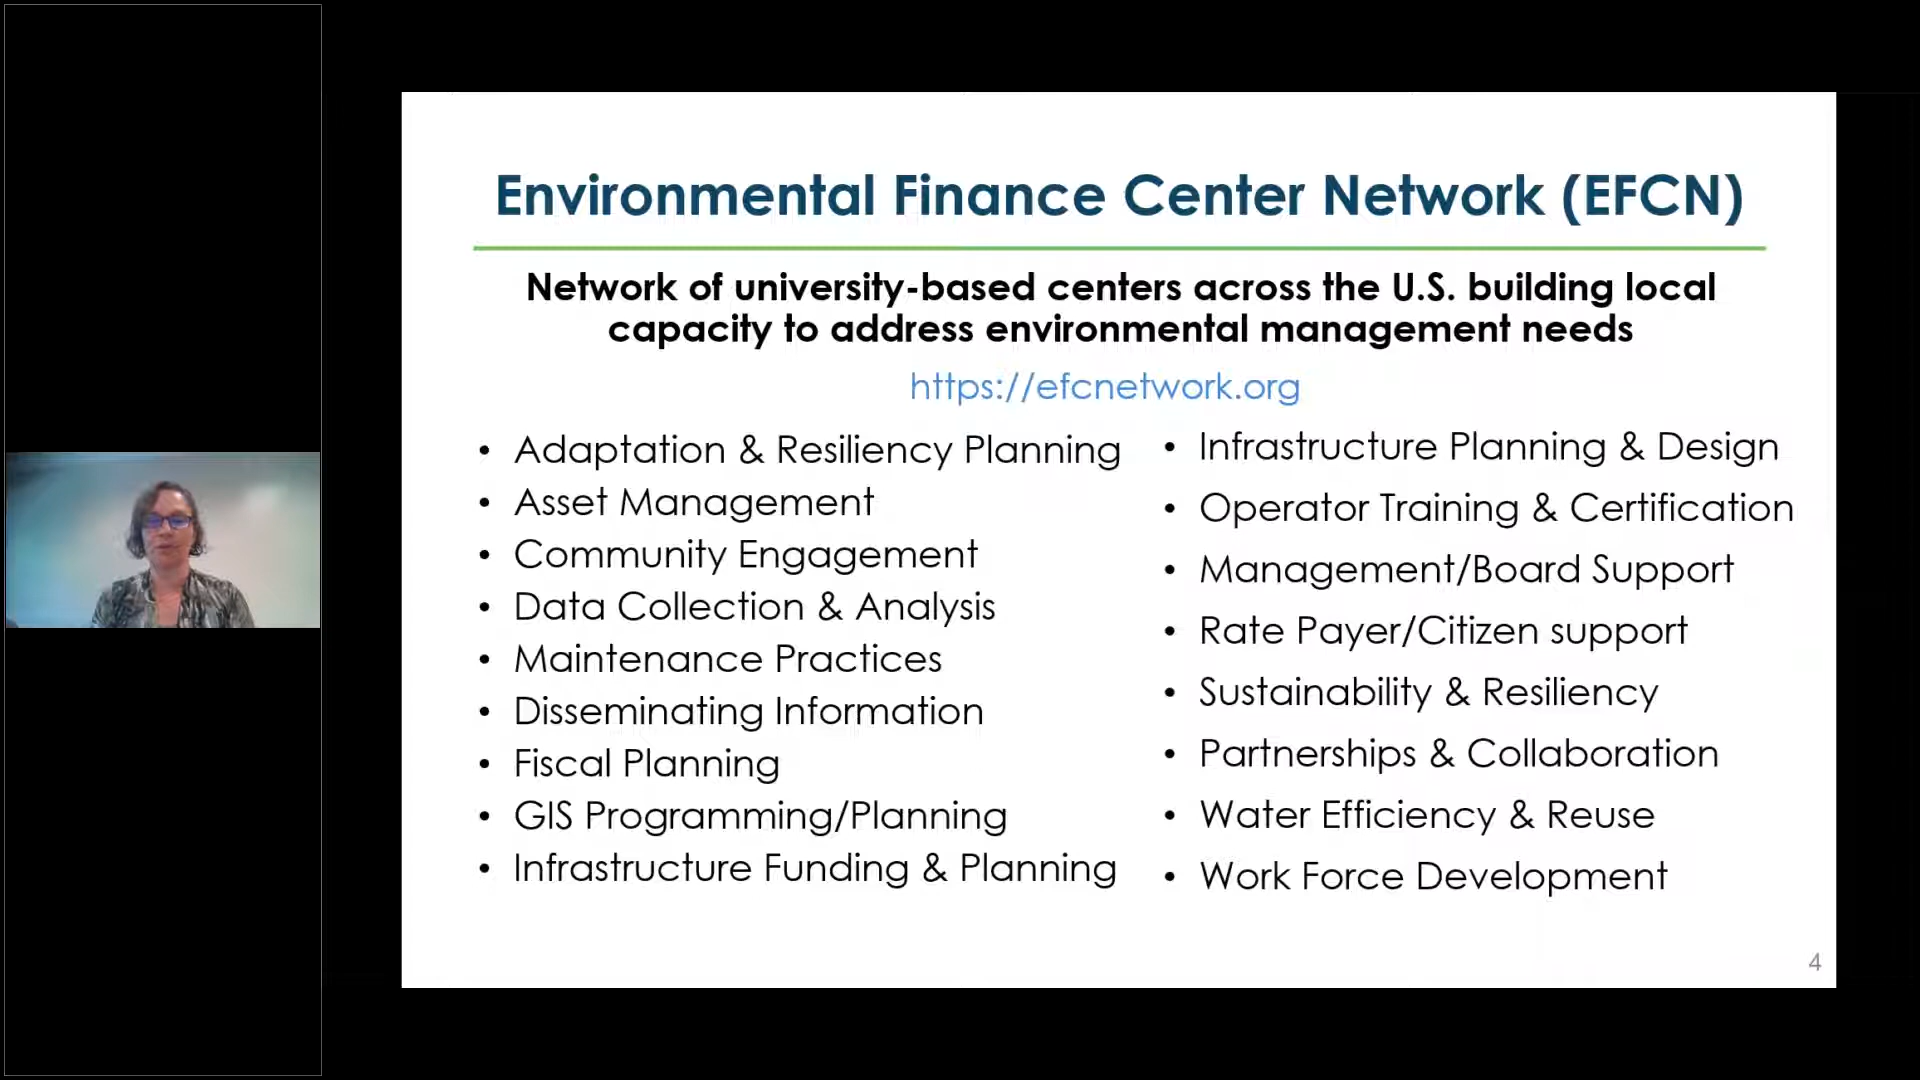 Environmental Finance Center Network (EFCN)
Network of university-based centers across the U.S. building local
capacity to address environmental management needs
https://efcnetwork.org
• Adaptation & Resiliency Planning
• Asset Management
• Community Engagement
• Data Collection & Analysis
• Maintenance Practices
• Disseminating Information
• Fiscal Planning
• GIS Programming/Planning
• Infrastructure Funding & Planning
• Infrastructure Planning & Design
• Operator Training & Certification
• Management/Board Support
• Rate Payer/Citizen support
• Sustainability & Resiliency
• Partnerships & Collaboration
• Water Efficiency & Reuse
• Work Force Development
4